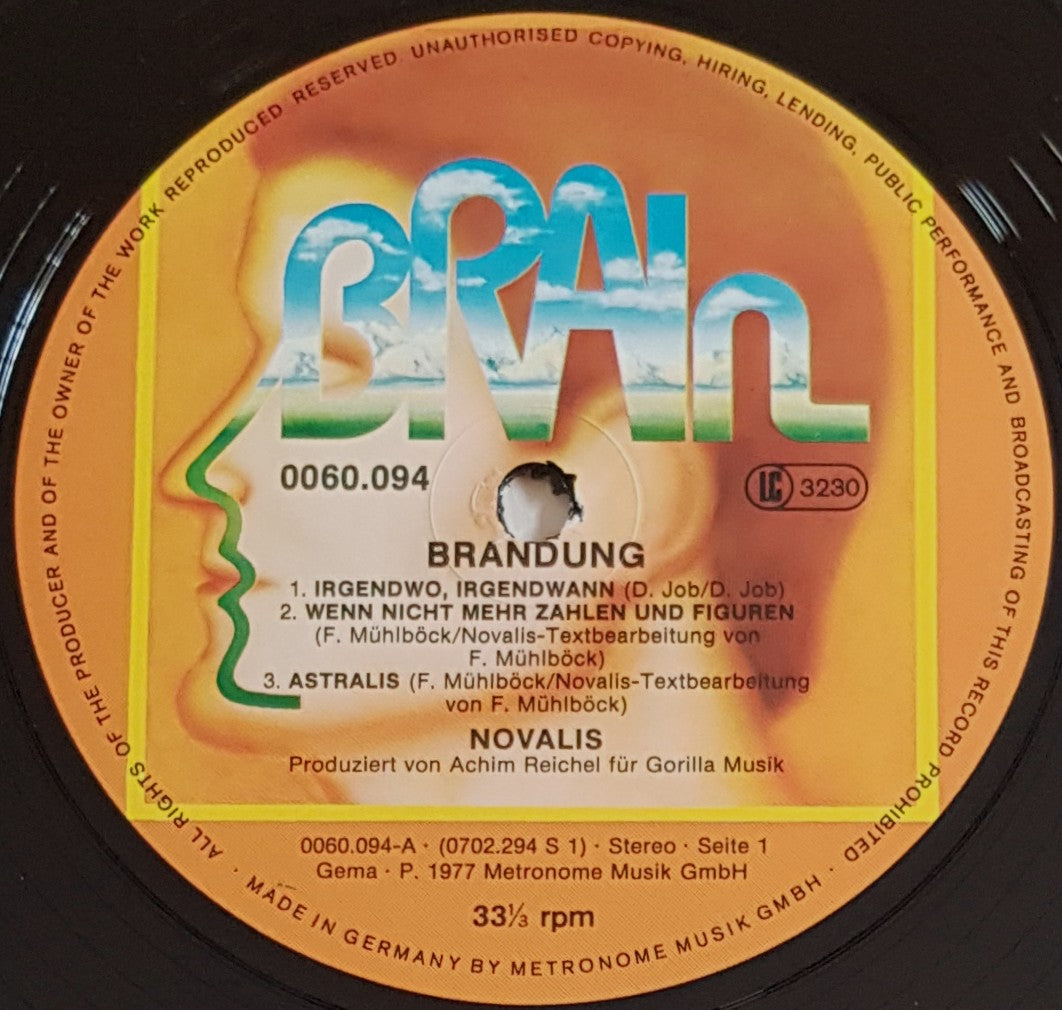 BRAIn
0060.094
LC 3230
BRANDUNG
1. IRGENDWO, IRGENDWANN (D. Job/D. Job)
2. WENN NICHT MEHR ZAHLEN UND FIGUREN
(F. Mühlböck/Novalis-Textbearbeitung von
F. Mühlböck)
3. ASTRALIS (F. Mühlböck/Novalis-Textbearbeitung
von F. Mühlböck)
NOVALIS
Produziert von Achim Reichel für Gorilla Musik
0060.094-A · (0702.294 S 1) · Stereo · Seite 1
Gema · P. 1977 Metronome Musik GmbH
33⅓ rpm
ALL RIGHTS OF THE PRODUCER AND OF THE OWNER OF THE WORK REPRODUCED RESERVED. UNAUTHORISED COPYING, HIRING, LENDING, PUBLIC PERFORMANCE AND BROADCASTING OF THIS RECORD PROHIBITED
· MADE IN GERMANY BY METRONOME MUSIK GMBH ·